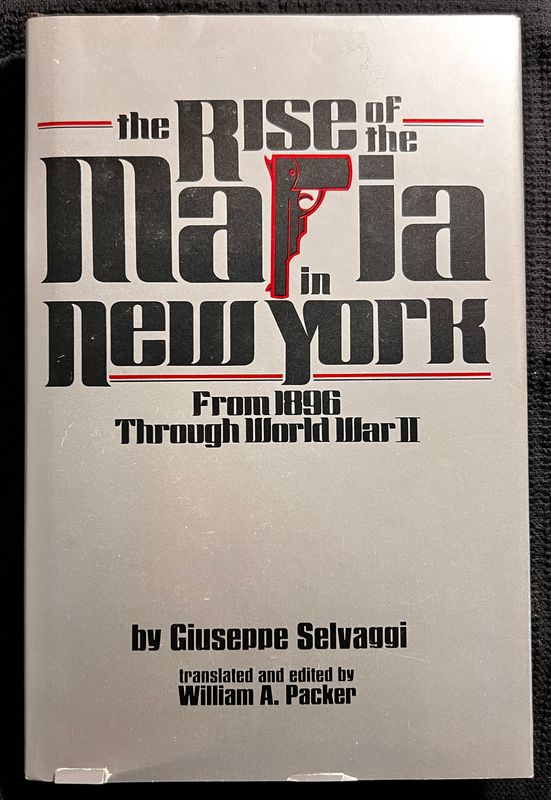 the Rise of the
Mafia
in
new york
From 1896
Through World War II
by Giuseppe Selvaggi
translated and edited by
William A. Packer